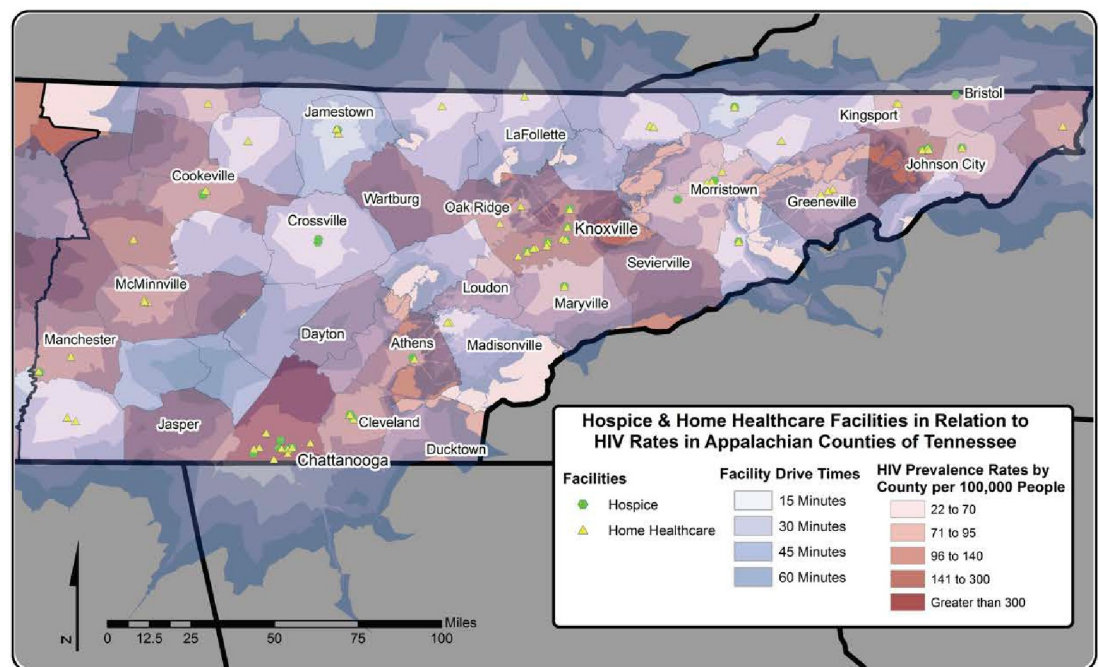 Bristol
Jamestown
Kingsport
LaFollette
Johnson City
Cookeville
Morristown
Wartburg
Oak Ridge
Greeneville
Crossville
Knoxville
Sevierville
McMinnville
Loudon
Maryville
Dayton
Manchester
Athens
Madisonville
Jasper
Cleveland
Ducktown
Chattanooga
Hospice & Home Healthcare Facilities in Relation to
HIV Rates in Appalachian Counties of Tennessee
Facilities
Hospice
Home Healthcare
Facility Drive Times
15 Minutes
30 Minutes
45 Minutes
60 Minutes
HIV Prevalence Rates by
County per 100,000 People
22 to 70
71 to 95
96 to 140
141 to 300
Greater than 300
N
Miles
0 12.5 25 50 75 100